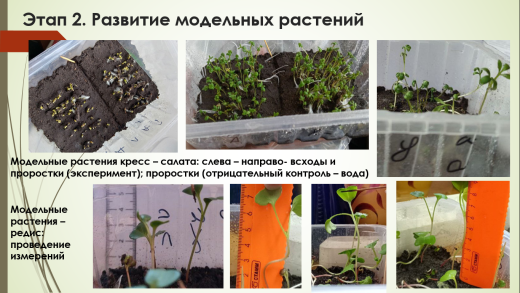 Этап 2. Развитие модельных растений
Модельные растения кресс – салата: слева – направо- всходы и
проростки (эксперимент); проростки (отрицательный контроль – вода)
Модельные
растения –
редис:
проведение
измерений